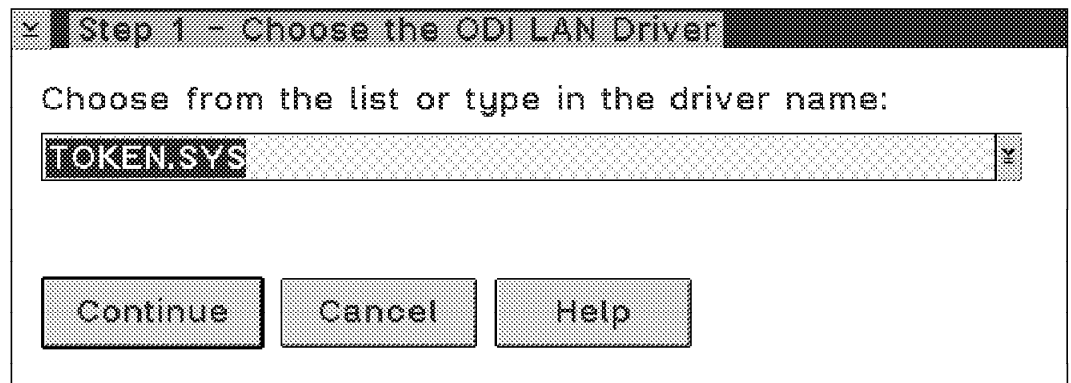 Step 1 - Choose the ODI LAN Driver
Choose from the list or type in the driver name:
TOKEN.SYS
Continue Cancel Help